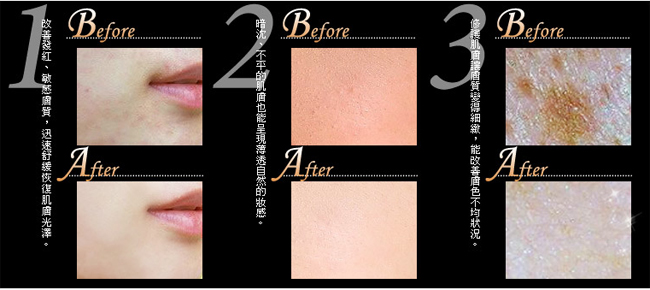 1
改善發紅、敏感膚質，迅速舒緩恢復肌膚光澤。
Before
After
2
暗沈、不平的肌膚也能呈現薄透自然的妝感。
Before
After
3
修護肌膚讓膚質變得細緻，能改善膚色不均狀況。
Before
After